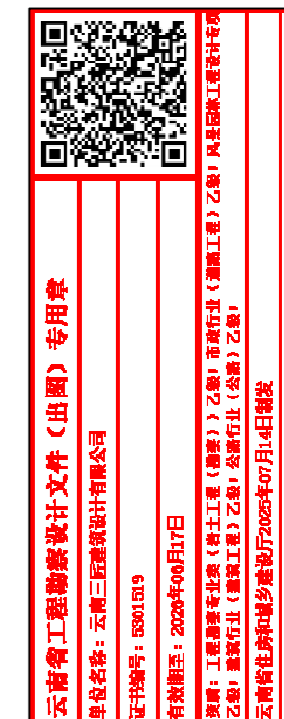 云南省工程勘察设计文件（出图）专用章
单位名称：云南三匠建筑设计有限公司
证书编号：5301519
有效期至：2026年06月17日
资质：工程勘察专业类（岩土工程（勘察））乙级；市政行业（道路工程）乙级；风景园林工程设计专项
乙级；建筑行业（建筑工程）乙级；公路行业（公路）乙级；
云南省住房和城乡建设厅2025年07月14日制发